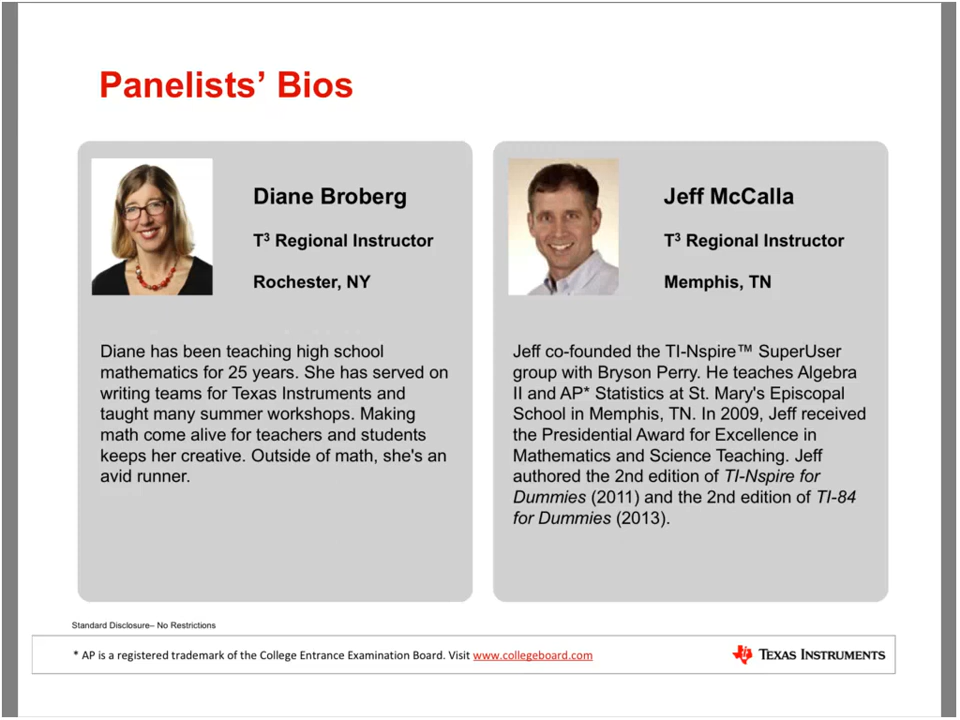 Panelists’ Bios
Diane Broberg
T³ Regional Instructor
Rochester, NY
Diane has been teaching high school
mathematics for 25 years. She has served on
writing teams for Texas Instruments and
taught many summer workshops. Making
math come alive for teachers and students
keeps her creative. Outside of math, she's an
avid runner.
Jeff McCalla
T³ Regional Instructor
Memphis, TN
Jeff co-founded the TI-Nspire™ SuperUser
group with Bryson Perry. He teaches Algebra
II and AP* Statistics at St. Mary's Episcopal
School in Memphis, TN. In 2009, Jeff received
the Presidential Award for Excellence in
Mathematics and Science Teaching. Jeff
authored the 2nd edition of TI-Nspire for
Dummies (2011) and the 2nd edition of TI-84
for Dummies (2013).
Standard Disclosure– No Restrictions
* AP is a registered trademark of the College Entrance Examination Board. Visit www.collegeboard.com
TEXAS INSTRUMENTS